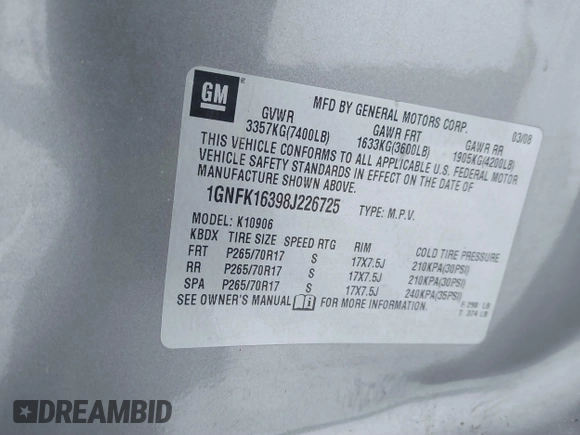 GM
MFD BY GENERAL MOTORS CORP. 03/08
GVWR GAWR FRT GAWR RR
3357KG(7400LB) 1633KG(3600LB) 1905KG(4200LB)
THIS VEHICLE CONFORMS TO ALL APPLICABLE U.S. FEDERAL MOTOR
VEHICLE SAFETY STANDARDS IN EFFECT ON THE DATE OF
MANUFACTURE SHOWN ABOVE.
1GNFK16398J226725 TYPE: M.P.V.
MODEL: K10906
KBDX TIRE SIZE SPEED RTG RIM COLD TIRE PRESSURE
FRT P265/70R17 S 17X7.5J 210KPA(30PSI)
RR P265/70R17 S 17X7.5J 210KPA(30PSI)
SPA P265/70R17 S 17X7.5J 240KPA(35PSI)
SEE OWNER'S MANUAL FOR MORE INFORMATION.
T 374 LB
DREAMBID